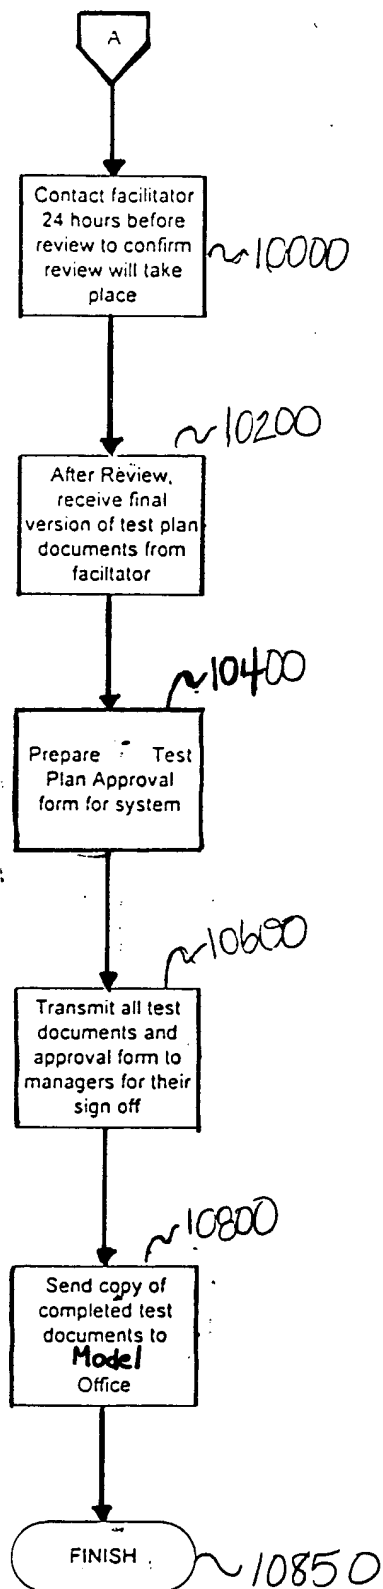 A
Contact facilitator
24 hours before
review to confirm
review will take
place
10000
10200
After Review,
receive final
version of test plan
documents from
faciltator
10400
Prepare Test
Plan Approval
form for system
10600
Transmit all test
documents and
approval form to
managers for their
sign off
10800
Send copy of
completed test
documents to
Model
Office
FINISH
10850